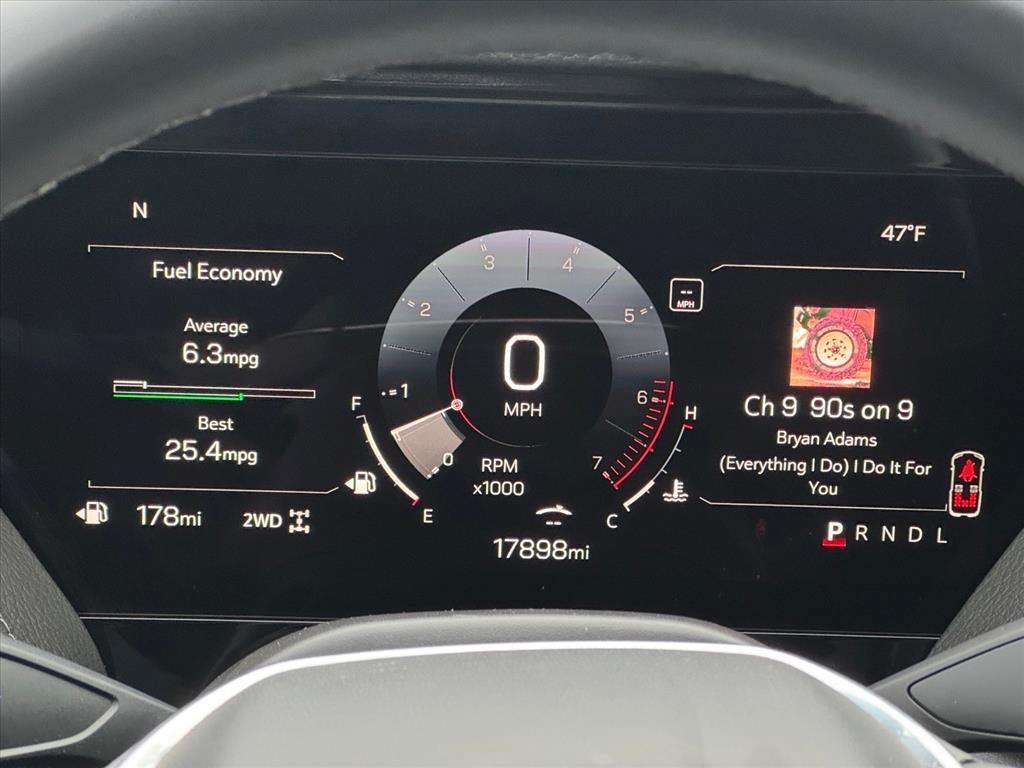 N
47°F
Fuel Economy
Average
6.3mpg
Best
25.4mpg
178mi
2WD
0
1
2
3
4
5
6
7
0
MPH
RPM
x1000
F
E
H
C
--
17898mi
--
MPH
Ch 9 90s on 9
Bryan Adams
(Everything I Do) I Do It For
You
P R N D L